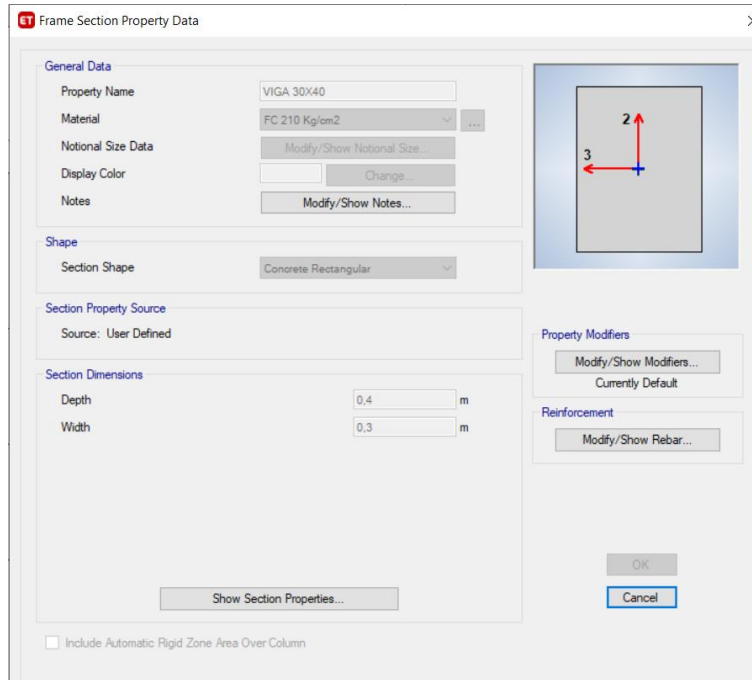 ET Frame Section Property Data
General Data
Property Name VIGA 30X40
Material FC 210 Kg/cm2 ...
Notional Size Data Modify/Show Notional Size...
Display Color Change...
Notes Modify/Show Notes...
Shape
Section Shape Concrete Rectangular
Section Property Source
Source: User Defined
Section Dimensions
Depth 0,4 m
Width 0,3 m
Show Section Properties...
Include Automatic Rigid Zone Area Over Column
2
3
Property Modifiers
Modify/Show Modifiers...
Currently Default
Reinforcement
Modify/Show Rebar...
OK
Cancel